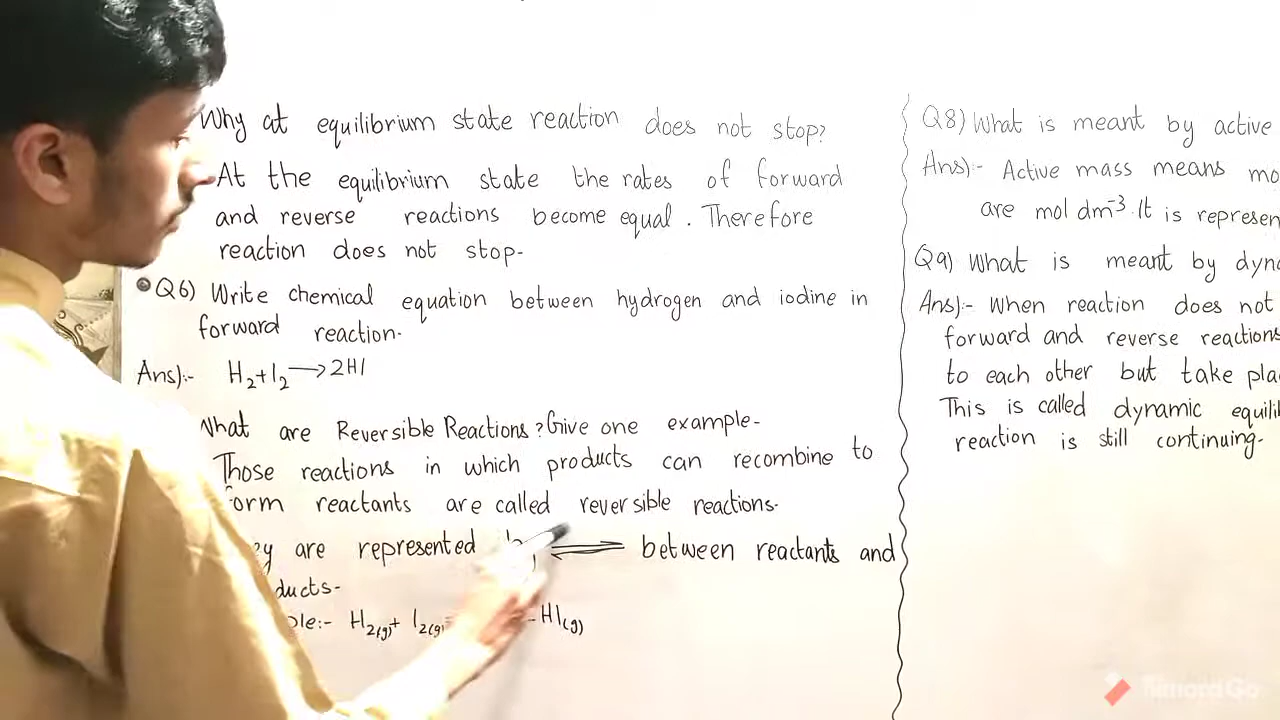 Why at equilibrium state reaction does not stop?
At the equilibrium state the rates of forward
and reverse reactions become equal. Therefore
reaction does not stop-
Q6) Write chemical equation between hydrogen and iodine in
forward reaction.
Ans):- H₂+I₂⟶2HI
What are Reversible Reactions? Give one example-
Those reactions in which products can recombine to
form reactants are called reversible reactions.
are represented by ⇌ between reactants and
ducts-
ple:- H₂(g)+ I₂(g) HI(g)
Q8) What is meant by active
Ans):- Active mass means mo
are mol dm⁻³. It is represen
Q9) What is meant by dyna
Ans):- When reaction does not
forward and reverse reactions
to each other but take pla
This is called dynamic equili
reaction is still continuing-